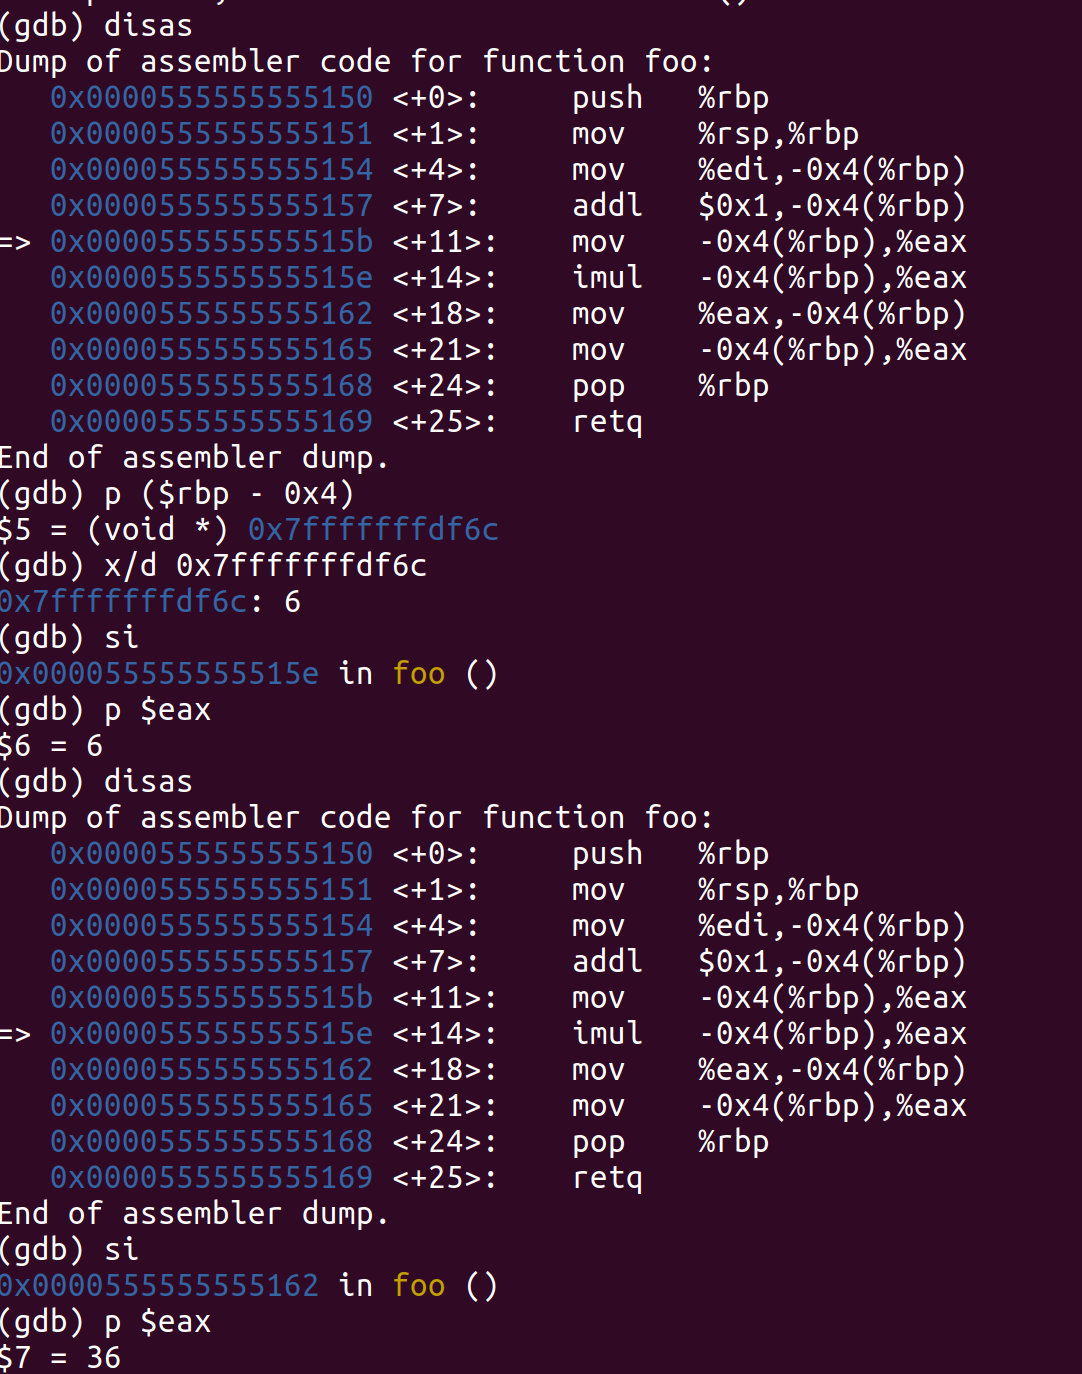 (gdb) disas
Dump of assembler code for function foo:
   0x0000555555555150 <+0>:     push   %rbp
   0x0000555555555151 <+1>:     mov    %rsp,%rbp
   0x0000555555555154 <+4>:     mov    %edi,-0x4(%rbp)
   0x0000555555555157 <+7>:     addl   $0x1,-0x4(%rbp)
=> 0x000055555555515b <+11>:    mov    -0x4(%rbp),%eax
   0x000055555555515e <+14>:    imul   -0x4(%rbp),%eax
   0x0000555555555162 <+18>:    mov    %eax,-0x4(%rbp)
   0x0000555555555165 <+21>:    mov    -0x4(%rbp),%eax
   0x0000555555555168 <+24>:    pop    %rbp
   0x0000555555555169 <+25>:    retq
End of assembler dump.
(gdb) p ($rbp - 0x4)
$5 = (void *) 0x7fffffffdf6c
(gdb) x/d 0x7fffffffdf6c
0x7fffffffdf6c: 6
(gdb) si
0x000055555555515e in foo ()
(gdb) p $eax
$6 = 6
(gdb) disas
Dump of assembler code for function foo:
   0x0000555555555150 <+0>:     push   %rbp
   0x0000555555555151 <+1>:     mov    %rsp,%rbp
   0x0000555555555154 <+4>:     mov    %edi,-0x4(%rbp)
   0x0000555555555157 <+7>:     addl   $0x1,-0x4(%rbp)
   0x000055555555515b <+11>:    mov    -0x4(%rbp),%eax
=> 0x000055555555515e <+14>:    imul   -0x4(%rbp),%eax
   0x0000555555555162 <+18>:    mov    %eax,-0x4(%rbp)
   0x0000555555555165 <+21>:    mov    -0x4(%rbp),%eax
   0x0000555555555168 <+24>:    pop    %rbp
   0x0000555555555169 <+25>:    retq
End of assembler dump.
(gdb) si
0x0000555555555162 in foo ()
(gdb) p $eax
$7 = 36